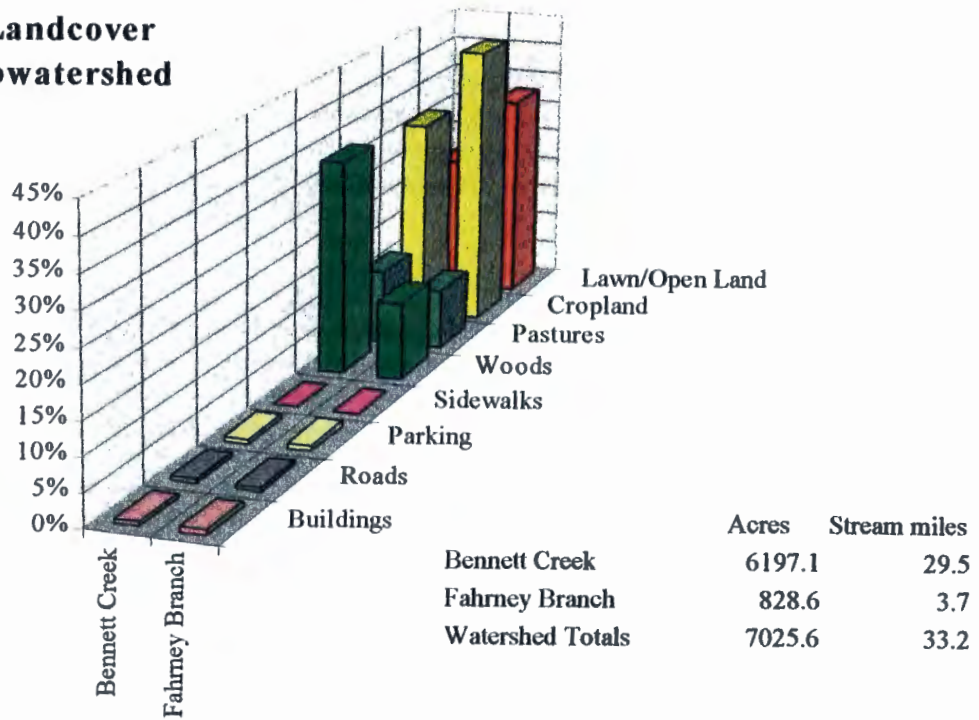 Landcover
owatershed
45%
40%
35%
30%
25%
20%
15%
10%
5%
0%
Lawn/Open Land
Cropland
Pastures
Woods
Sidewalks
Parking
Roads
Buildings
Bennett Creek
Fahrney Branch
Acres Stream miles
Bennett Creek 6197.1 29.5
Fahrney Branch 828.6 3.7
Watershed Totals 7025.6 33.2